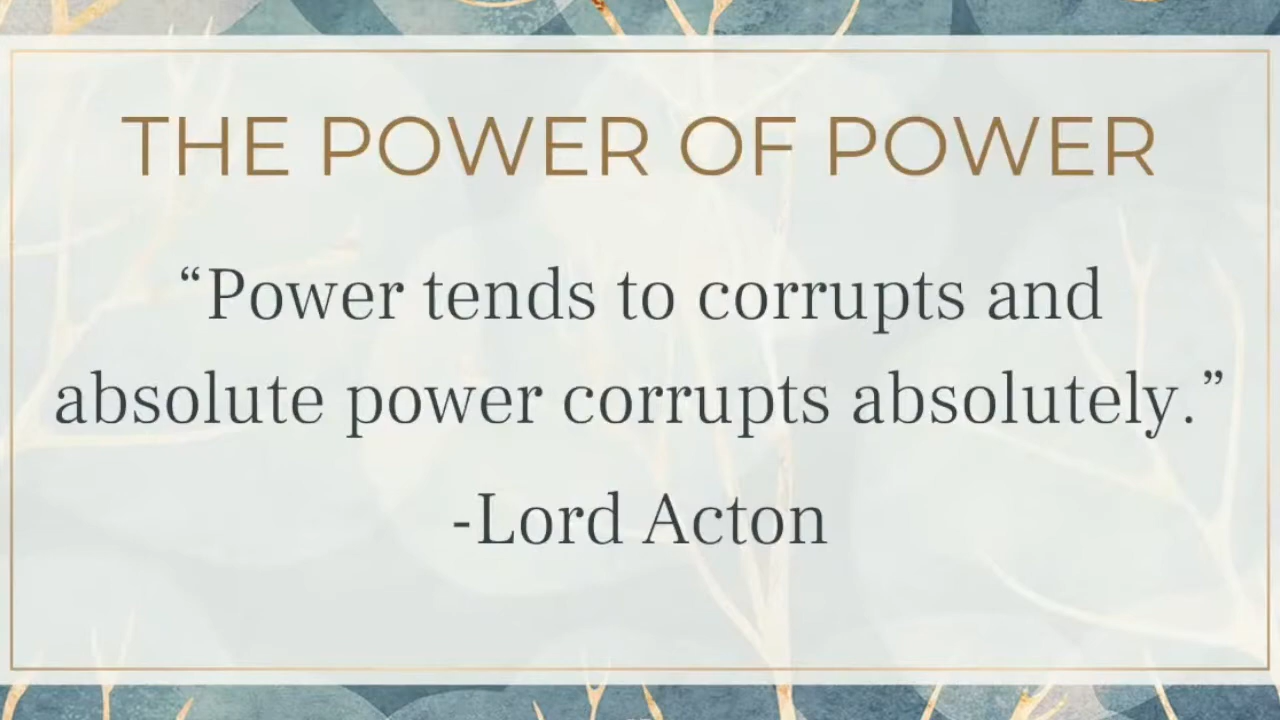 THE POWER OF POWER
“Power tends to corrupts and
absolute power corrupts absolutely.”
-Lord Acton